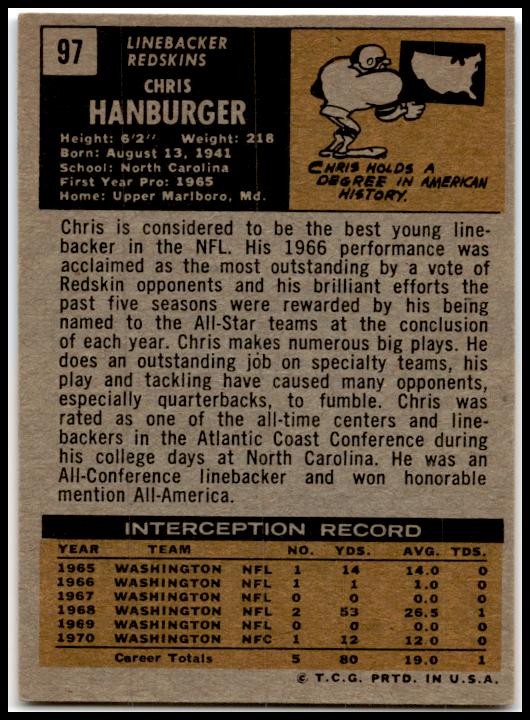 97
LINEBACKER
REDSKINS
CHRIS
HANBURGER
Height: 6'2" Weight: 218
Born: August 13, 1941
School: North Carolina
First Year Pro: 1965
Home: Upper Marlboro, Md.
CHRIS HOLDS A
DEGREE IN AMERICAN
HISTORY.
Chris is considered to be the best young line-
backer in the NFL. His 1966 performance was
acclaimed as the most outstanding by a vote of
Redskin opponents and his brilliant efforts the
past five seasons were rewarded by his being
named to the All-Star teams at the conclusion
of each year. Chris makes numerous big plays. He
does an outstanding job on specialty teams, his
play and tackling have caused many opponents,
especially quarterbacks, to fumble. Chris was
rated as one of the all-time centers and line-
backers in the Atlantic Coast Conference during
his college days at North Carolina. He was an
All-Conference linebacker and won honorable
mention All-America.
INTERCEPTION RECORD
YEAR TEAM NO. YDS. AVG. TDS.
1965 WASHINGTON NFL 1 14 14.0 0
1966 WASHINGTON NFL 1 1 1.0 0
1967 WASHINGTON NFL 0 0 0.0 0
1968 WASHINGTON NFL 2 53 26.5 1
1969 WASHINGTON NFL 0 0 0.0 0
1970 WASHINGTON NFC 1 12 12.0 0
Career Totals 5 80 19.0 1
© T.C.G. PRTD. IN U.S.A.